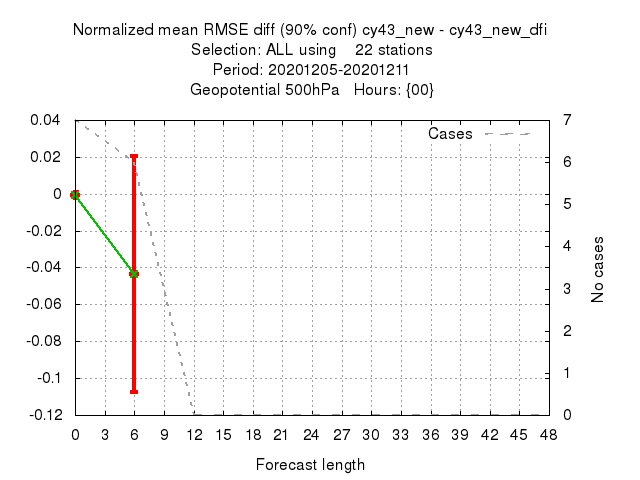 Normalized mean RMSE diff (90% conf) cy43_new - cy43_new_dfi
Selection: ALL using    22 stations
Period: 20201205-20201211
Geopotential 500hPa   Hours: {00}
Cases
0.04
0.02
0
-0.02
-0.04
-0.06
-0.08
-0.1
-0.12
7
6
5
4
3
2
1
0
No cases
0 3 6 9 12 15 18 21 24 27 30 33 36 39 42 45 48
Forecast length